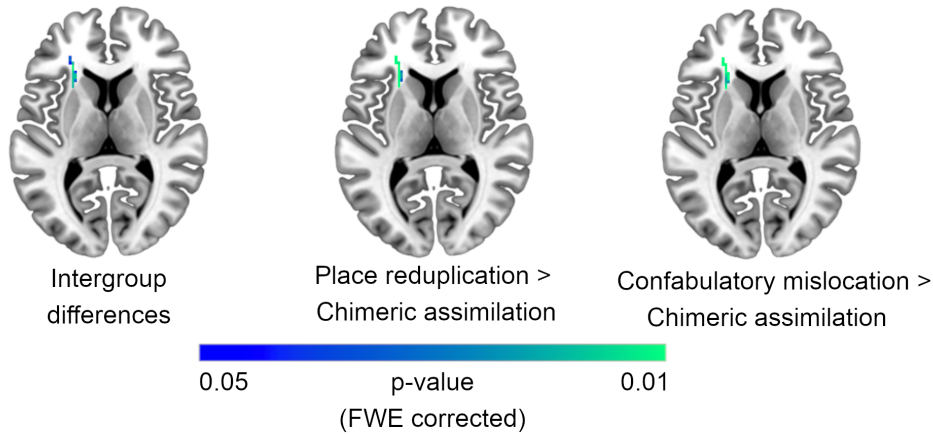 Intergroup
differences
Place reduplication >
Chimeric assimilation
Confabulatory mislocation >
Chimeric assimilation
0.05 p-value 0.01
(FWE corrected)